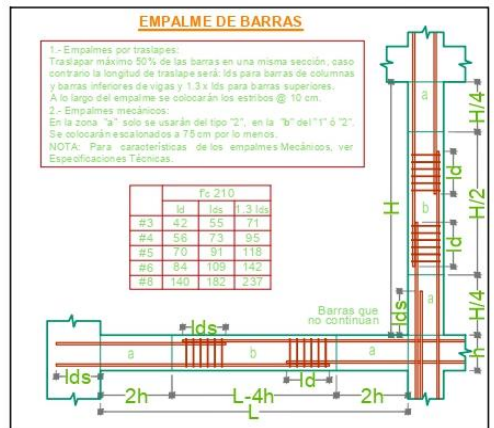 EMPALME DE BARRAS
1.- Empalmes por traslapes:
Traslapar máximo 50% de las barras en una misma sección, caso
contrario la longitud de traslape será: lds para barras de columnas
y barras inferiores de vigas y 1.3 x lds para barras superiores.
A lo largo del empalme se colocarán los estribos @ 10 cm.
2.- Empalmes mecánicos:
En la zona "a" solo se usarán del tipo "2", en la "b" del "1" ó "2".
Se colocarán escalonados a 75 cm por lo menos.
NOTA: Para características de los empalmes Mecánicos, ver
Especificaciones Técnicas.
f'c 210
ld lds 1.3 lds
#3 42 55 71
#4 56 73 95
#5 70 91 118
#6 84 109 142
#8 140 182 237
a
H/4
ld
H
b
H/2
ld
a
H/4
lds
Barras que
no continúan
h
lds
a
b
a
lds
ld
2h
L-4h
2h
L